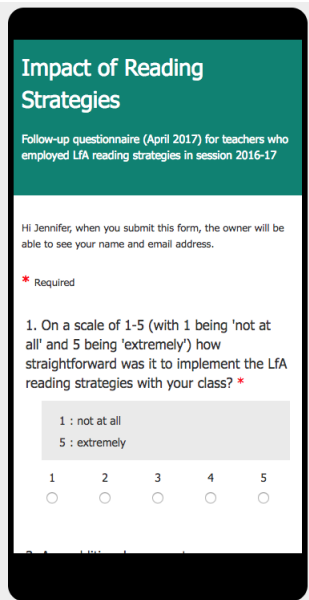 Impact of Reading
Strategies
Follow-up questionnaire (April 2017) for teachers who
employed LfA reading strategies in session 2016-17
Hi Jennifer, when you submit this form, the owner will be
able to see your name and email address.
* Required
1. On a scale of 1-5 (with 1 being 'not at
all' and 5 being 'extremely') how
straightforward was it to implement the LfA
reading strategies with your class? *
1 : not at all
5 : extremely
1 2 3 4 5